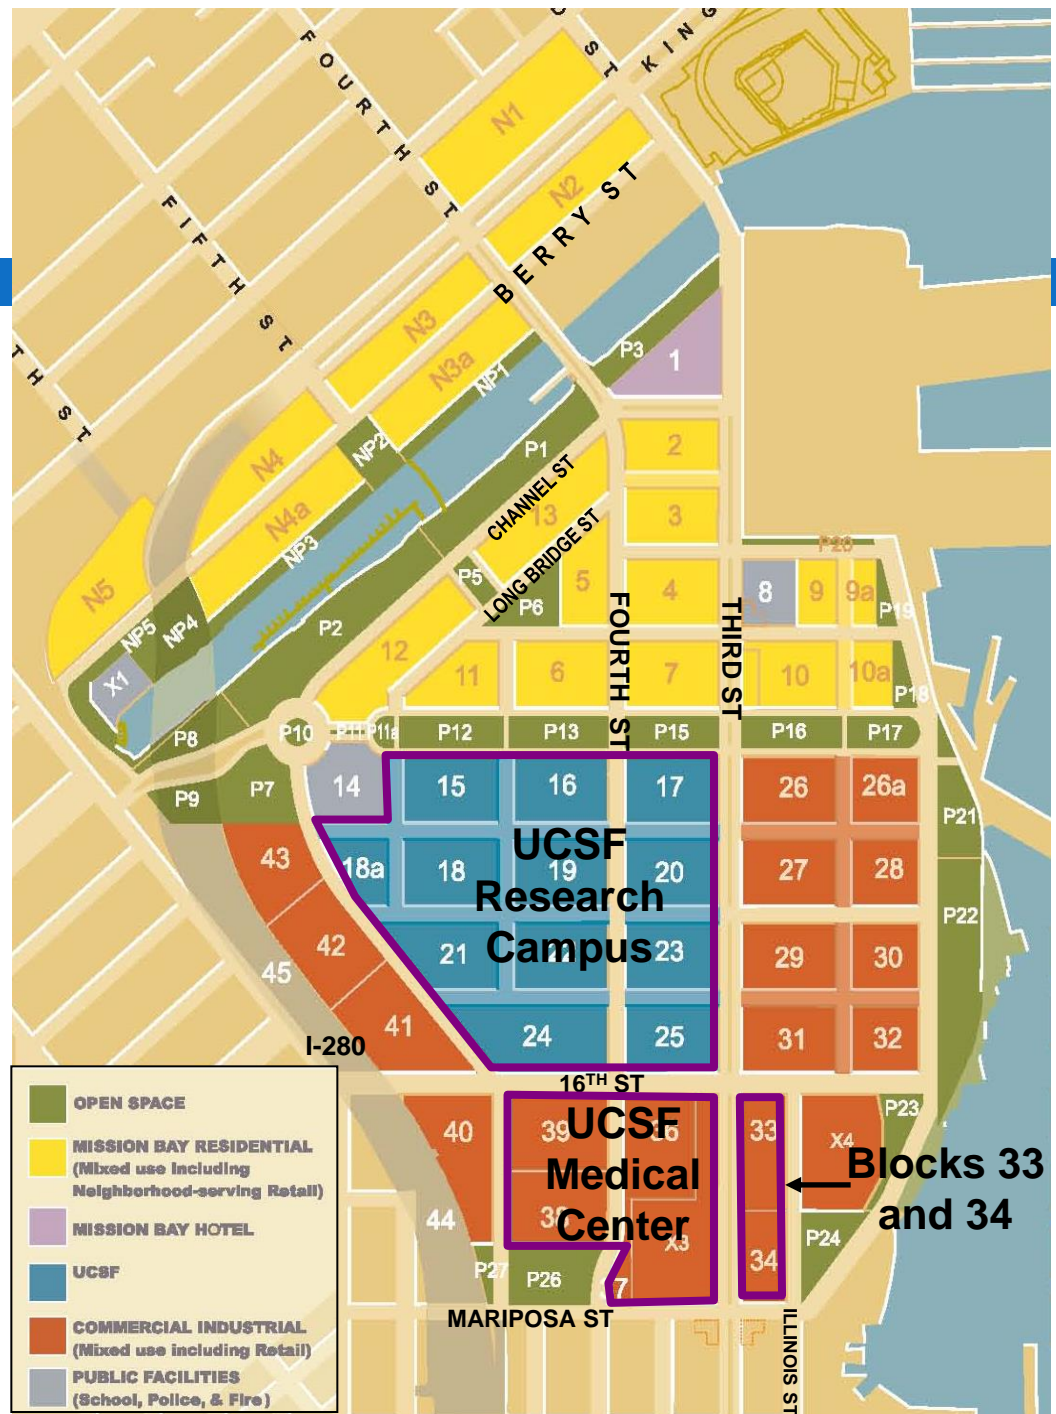 FOURTH ST
KING
ST
N1
N2
BERRY ST
FIFTH ST
TH ST
N3
N3a
NP1
P3
1
N4
NP2
P1
2
N4a
CHANNEL ST
13
3
NP3
LONG BRIDGE ST
P20
N5
P5
5
4
8
9
9a
P19
P6
NP5
NP4
P2
FOURTH ST
THIRD ST
12
11
6
7
10
10a
P18
X1
P8
P10
P11
P11a
P12
P13
P15
P16
P17
P9
P7
14
15
16
17
26
26a
P21
UCSF
Research
Campus
43
18a
18
19
20
27
28
P22
42
21
22
23
29
30
45
41
24
25
31
32
I-280
16TH ST
UCSF
Medical
Center
40
39
36
33
X4
P23
Blocks 33
and 34
44
38
X3
34
P24
P27
P26
37
MARIPOSA ST
ILLINOIS ST
OPEN SPACE
MISSION BAY RESIDENTIAL
(Mixed use including
Neighborhood-serving Retail)
MISSION BAY HOTEL
UCSF
COMMERCIAL INDUSTRIAL
(Mixed use including Retail)
PUBLIC FACILITIES
(School, Police, & Fire)